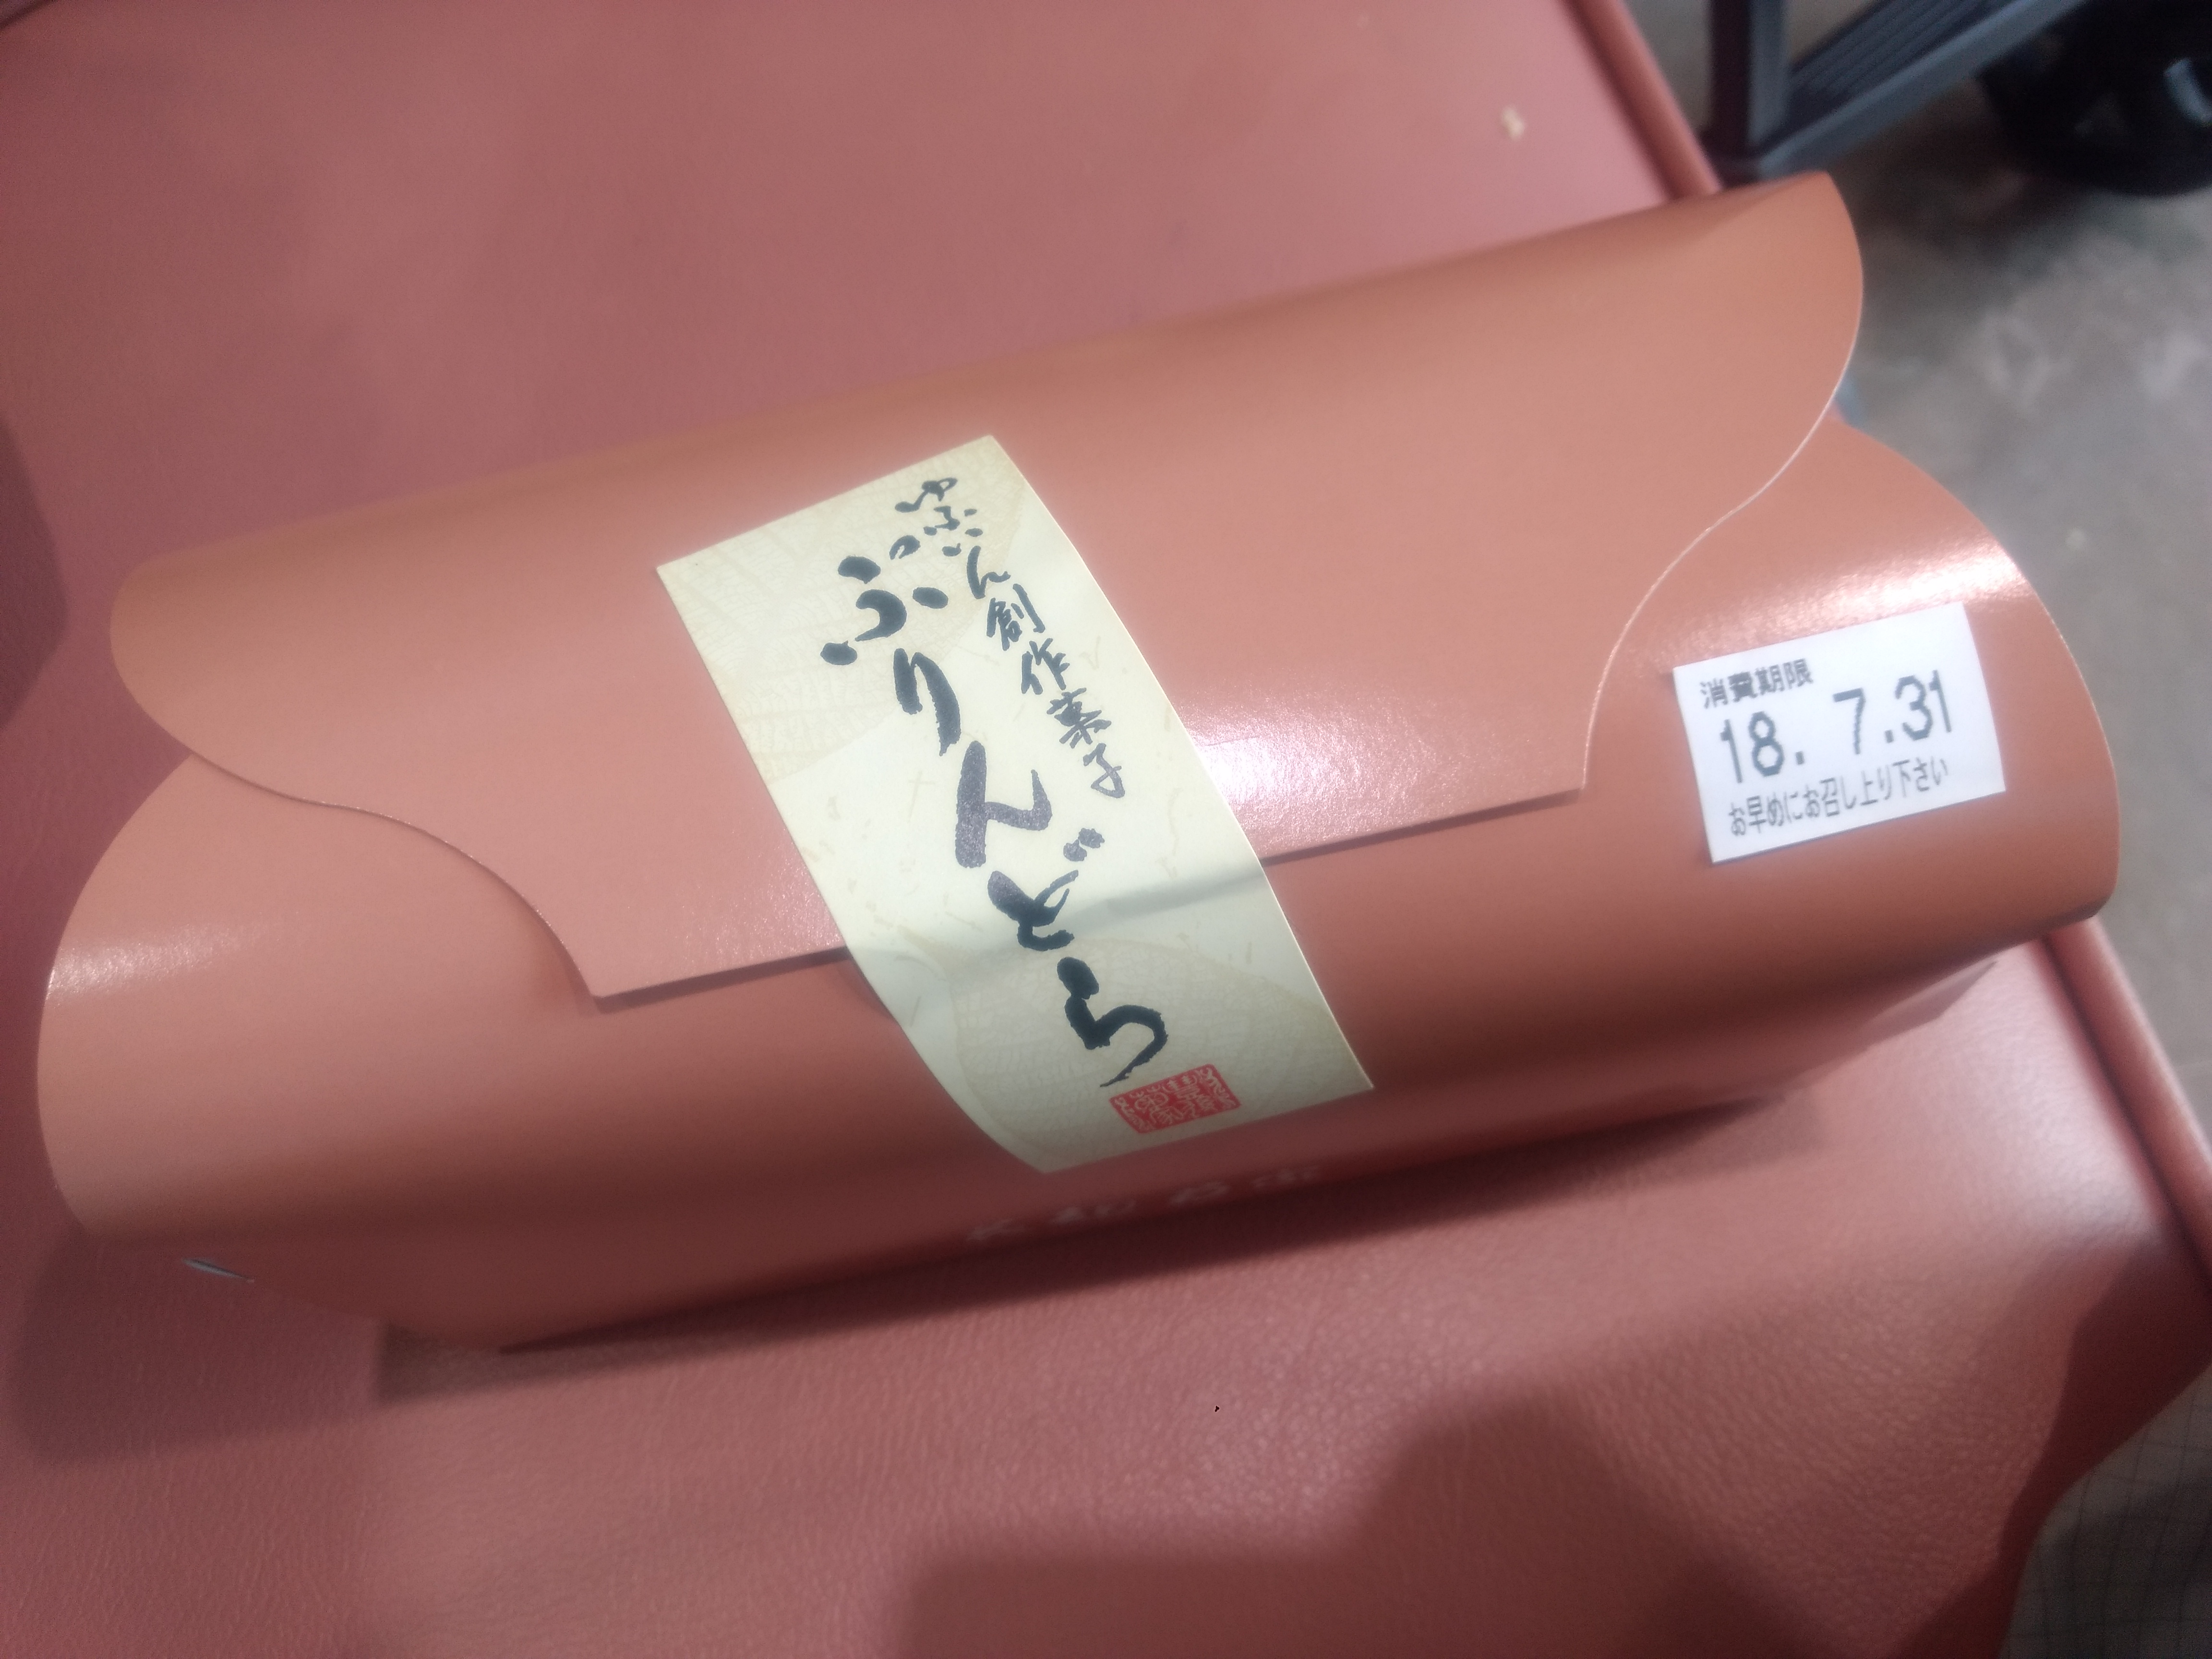 ゆふいん創作菓子
ぷりんどら
消費期限
18. 7.31
お早めにお召し上り下さい